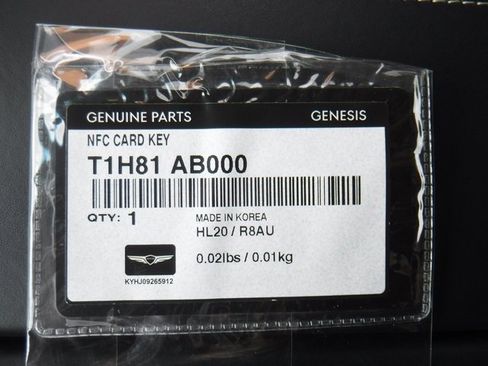 GENUINE PARTS GENESIS
NFC CARD KEY
T1H81 AB000
QTY: 1 MADE IN KOREA
HL20 / R8AU
0.02lbs / 0.01kg
KYHJ09265912